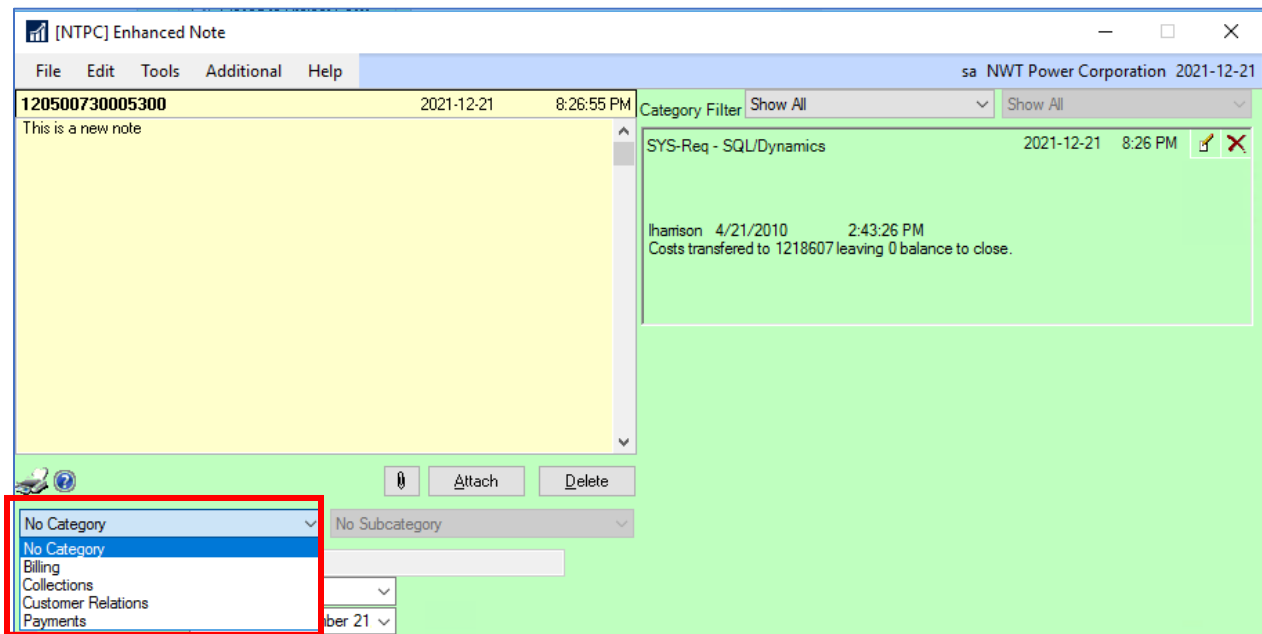 [NTPC] Enhanced Note
File Edit Tools Additional Help sa NWT Power Corporation 2021-12-21
120500730005300 2021-12-21 8:26:55 PM
This is a new note
Category Filter Show All Show All
SYS-Req - SQL/Dynamics 2021-12-21 8:26 PM
lharrison 4/21/2010 2:43:26 PM
Costs transfered to 1218607 leaving 0 balance to close.
Attach Delete
No Category No Subcategory
No Category
Billing
Collections
Customer Relations
Payments
ber 21